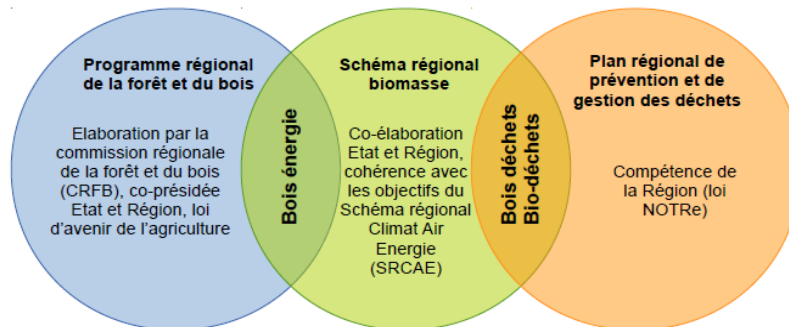 Programme régional
de la forêt et du bois
Elaboration par la
commission régionale
de la forêt et du bois
(CRFB), co-présidée
Etat et Région, loi
d'avenir de l'agriculture
Bois énergie
Schéma régional
biomasse
Co-élaboration
Etat et Région,
cohérence avec
les objectifs du
Schéma régional
Climat Air
Energie
(SRCAE)
Bois déchets
Bio-déchets
Plan régional de
prévention et de
gestion des déchets
Compétence de
la Région (loi
NOTRe)